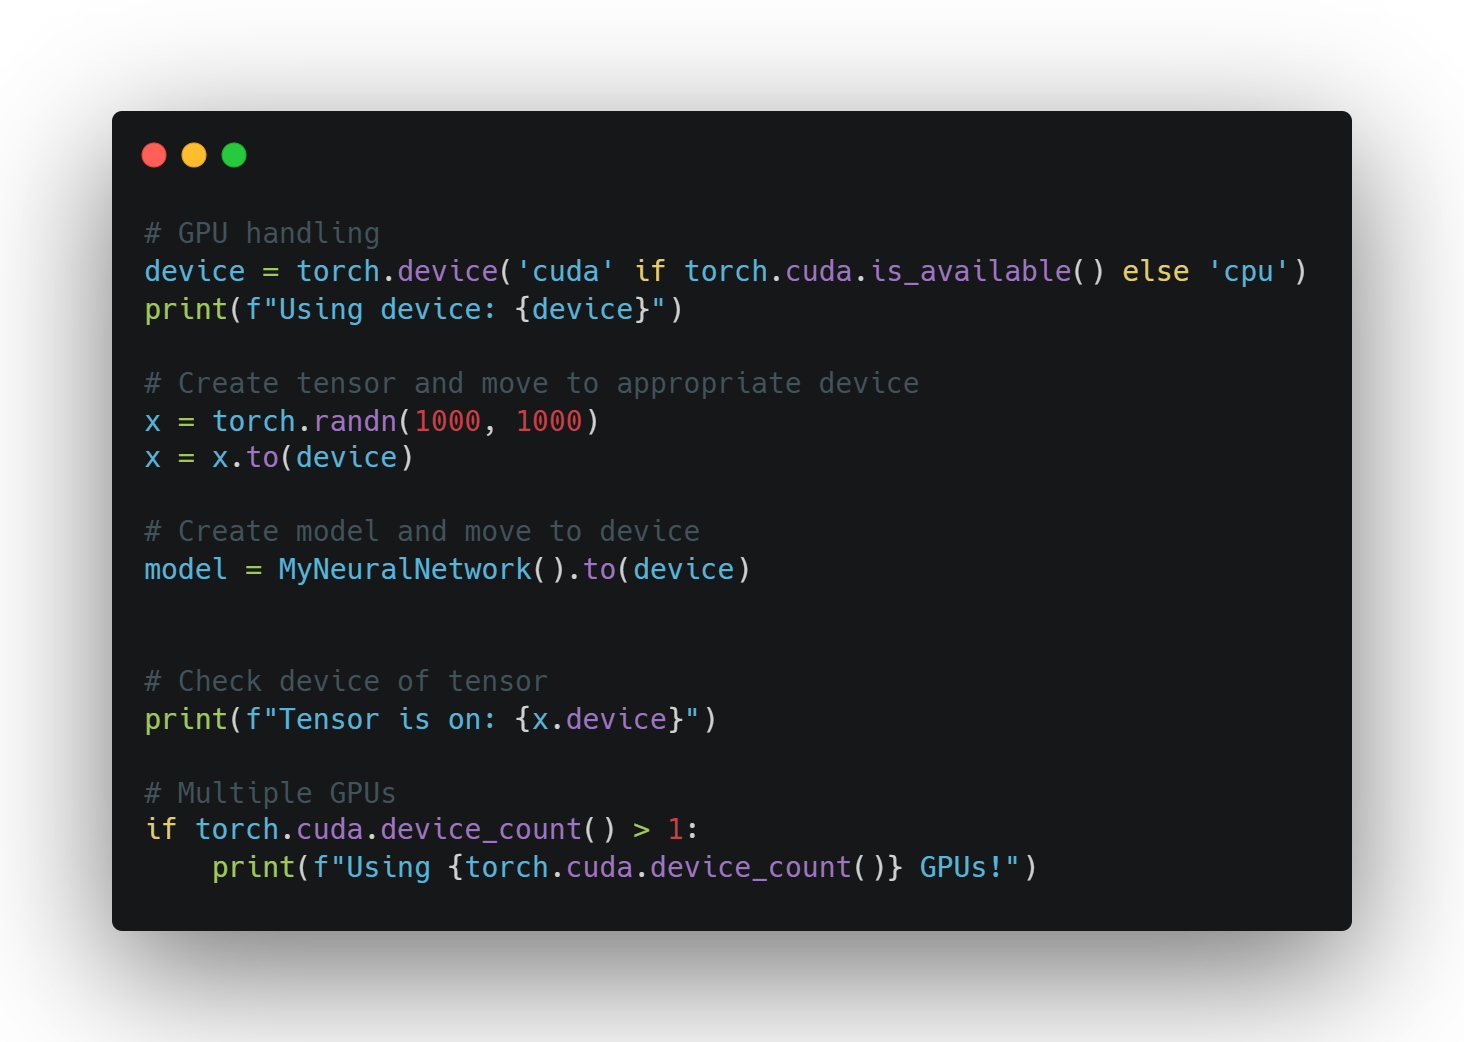 # GPU handling
device = torch.device('cuda' if torch.cuda.is_available() else 'cpu')
print(f"Using device: {device}")
# Create tensor and move to appropriate device
x = torch.randn(1000, 1000)
x = x.to(device)
# Create model and move to device
model = MyNeuralNetwork().to(device)
# Check device of tensor
print(f"Tensor is on: {x.device}")
# Multiple GPUs
if torch.cuda.device_count() > 1:
    print(f"Using {torch.cuda.device_count()} GPUs!")